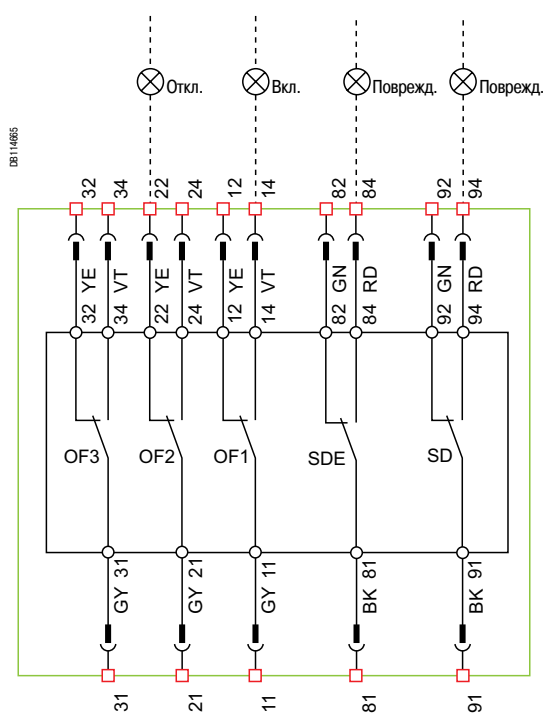 Откл.
Вкл.
Поврежд.
Поврежд.
DB114665
32 34 22 24 12 14 82 84 92 94
YE VT YE VT YE VT GN RD GN RD
32 34 22 24 12 14 82 84 92 94
OF3 OF2 OF1 SDE SD
31 21 11 81 91
GY GY GY BK BK
31 21 11 81 91